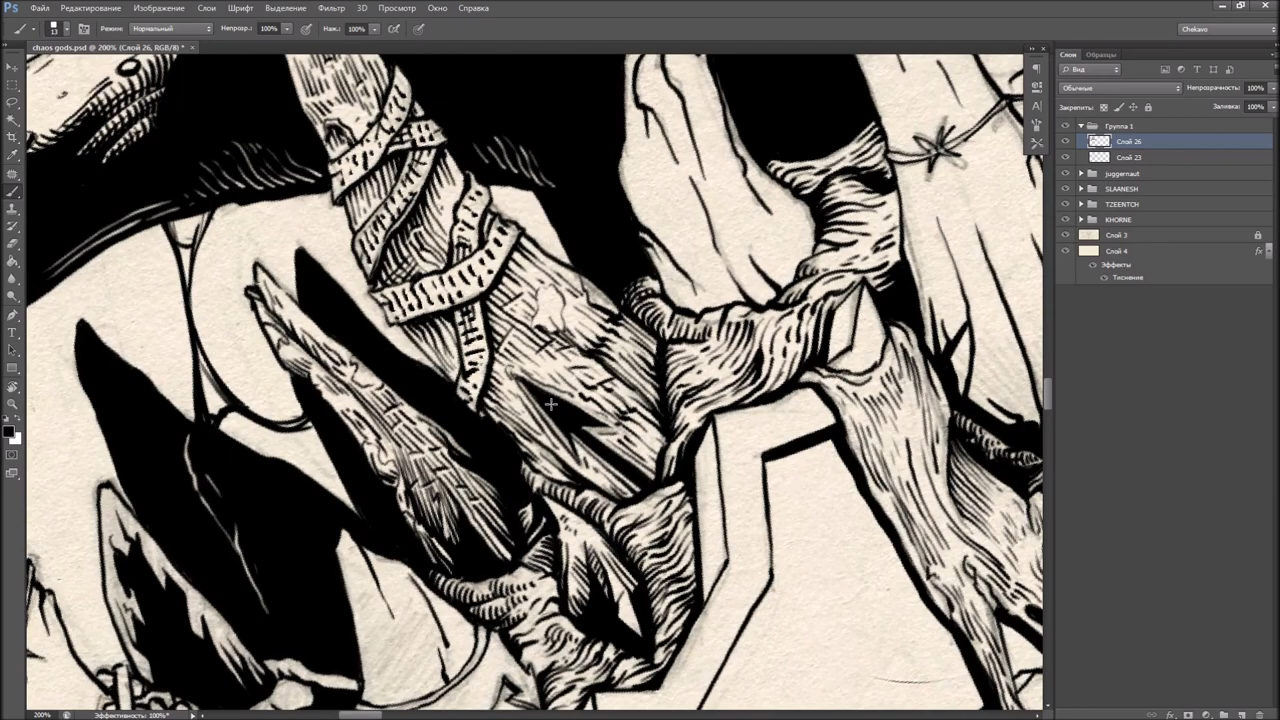 Ps Файл Редактирование Изображение Слои Шрифт Выделение Фильтр 3D Просмотр Окно Справка
13 Режим: Нормальный Непрозр.: 100% Наж.: 100% Chekavo
chaos gods.psd @ 200% (Слой 26, RGB/8) * ×
Слои Образцы
Вид
Обычные Непрозрачность: 100%
Закрепить: Заливка: 100%
Группа 1
Слой 26
Слой 23
juggernaut
SLAANESH
TZEENTCH
KHORNE
Слой 3
Слой 4 fx
Эффекты
Тиснение
200% Эффективность: 100%*